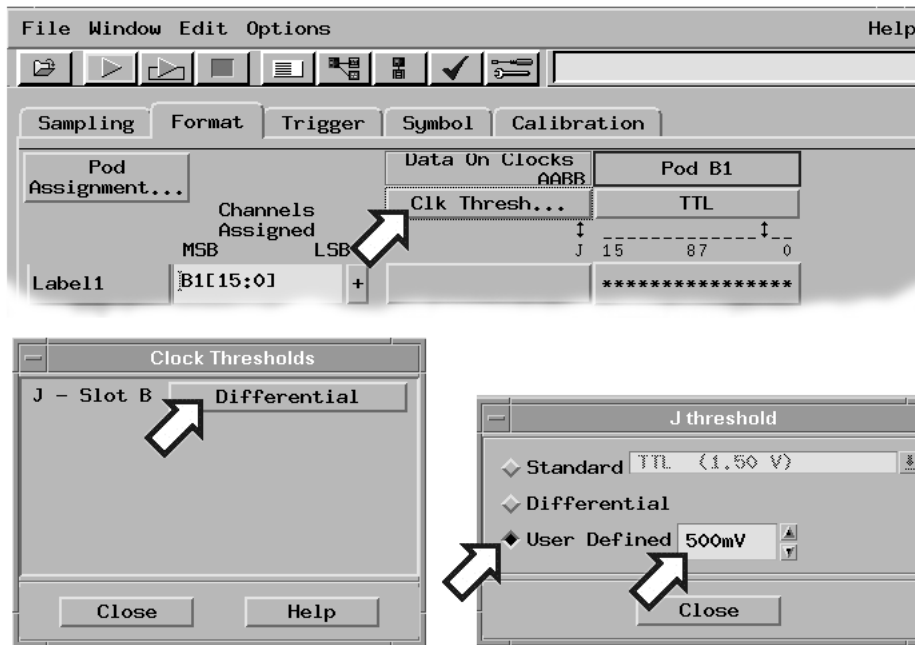 File Window Edit Options Help
Sampling Format Trigger Symbol Calibration
Pod Assignment...
Data On Clocks
AABB
Pod B1
Clk Thresh...
TTL
Channels
Assigned
MSB LSB
J 15 87 0
Label1 B1[15:0] + ****************
Clock Thresholds
J - Slot B Differential
Close Help
J threshold
Standard TTL (1.50 V)
Differential
User Defined 500mV
Close